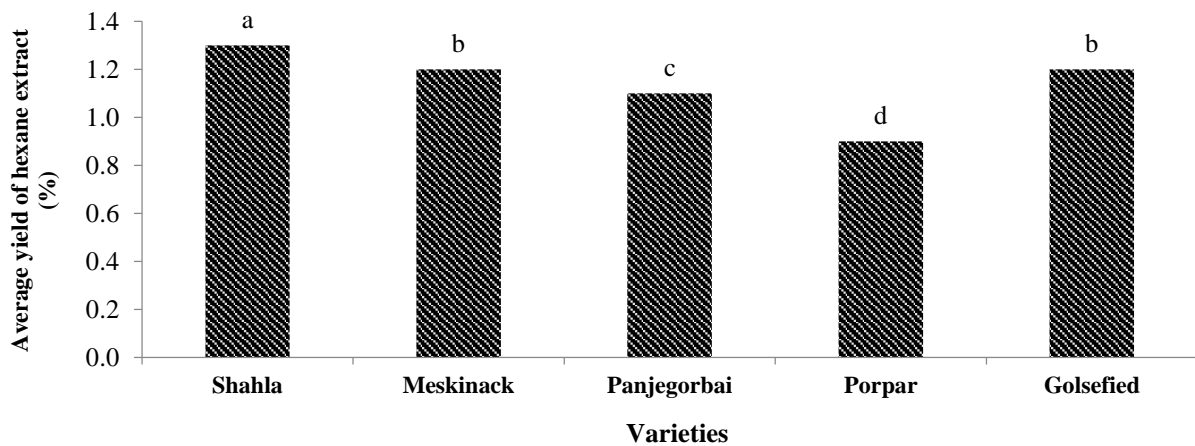 Average yield of hexane extract
(%)
1.4
1.2
1.0
0.8
0.6
0.4
0.2
0.0
a
b
c
d
b
Shahla
Meskinack
Panjegorbai
Porpar
Golsefied
Varieties